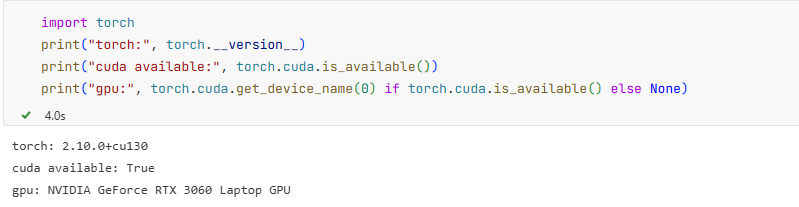 import torch
print("torch:", torch.__version__)
print("cuda available:", torch.cuda.is_available())
print("gpu:", torch.cuda.get_device_name(0) if torch.cuda.is_available() else None)
4.0s
torch: 2.10.0+cu130
cuda available: True
gpu: NVIDIA GeForce RTX 3060 Laptop GPU